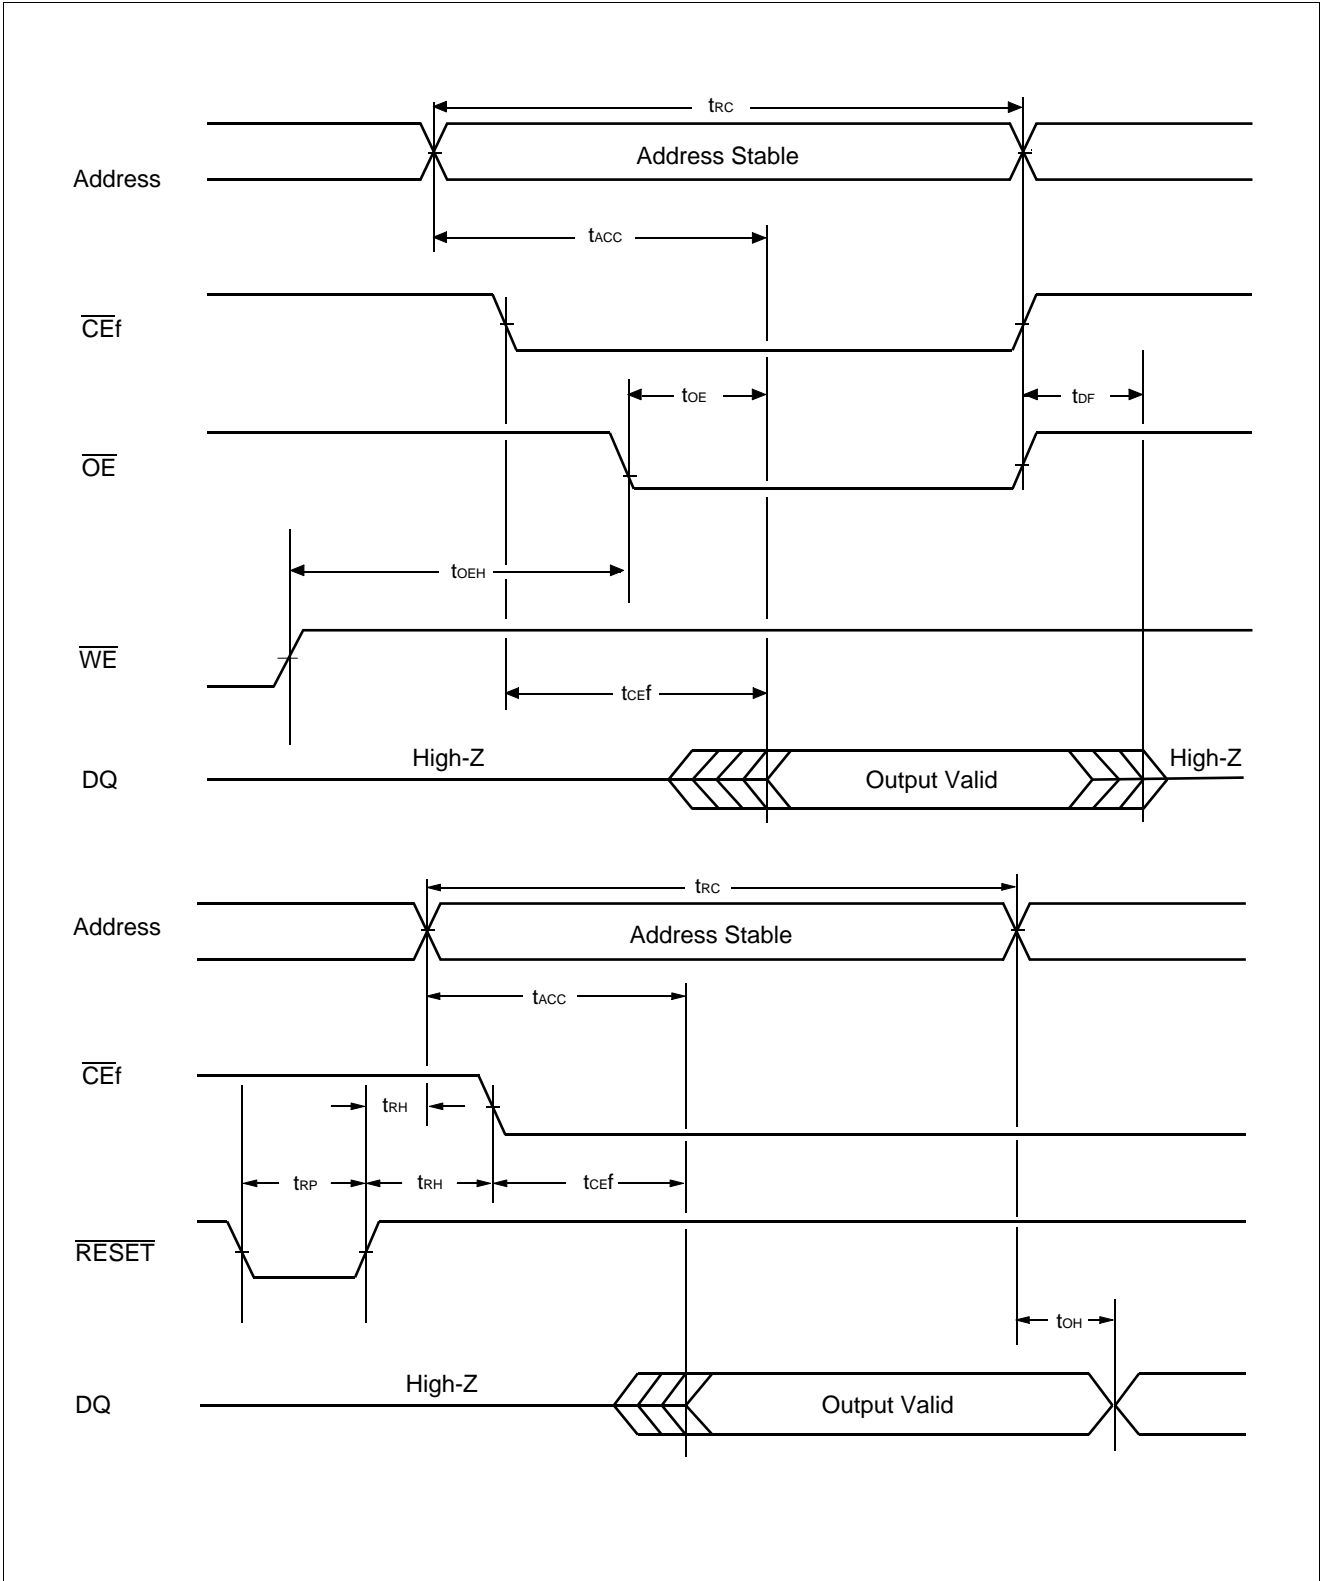 tRC
Address Stable
Address
tACC
CEf
tOE
tDF
OE
tOEH
WE
tCEf
High-Z
High-Z
DQ
Output Valid
tRC
Address
Address Stable
tACC
CEf
tRH
tRP
tRH
tCEf
RESET
tOH
High-Z
DQ
Output Valid